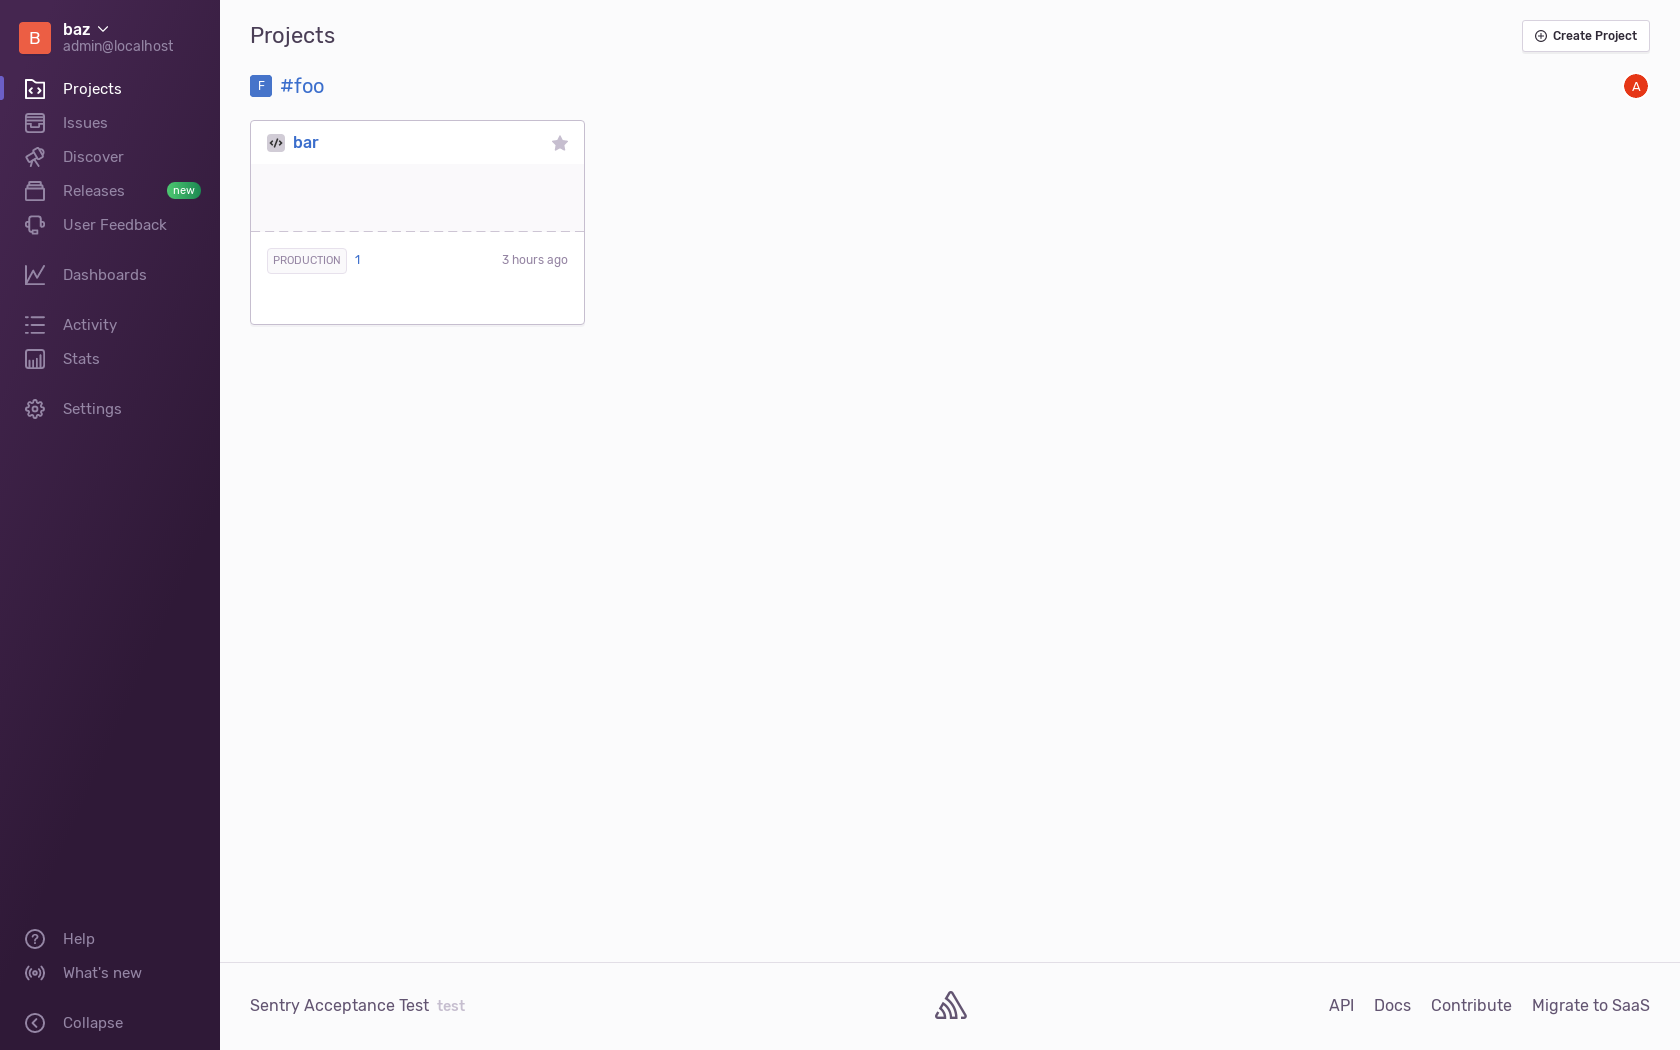 B
baz
admin@localhost
Projects
Issues
Discover
Releases new
User Feedback
Dashboards
Activity
Stats
Settings
Help
What's new
Collapse
Projects
Create Project
F #foo
A
bar
PRODUCTION 1 3 hours ago
Sentry Acceptance Test test
API Docs Contribute Migrate to SaaS